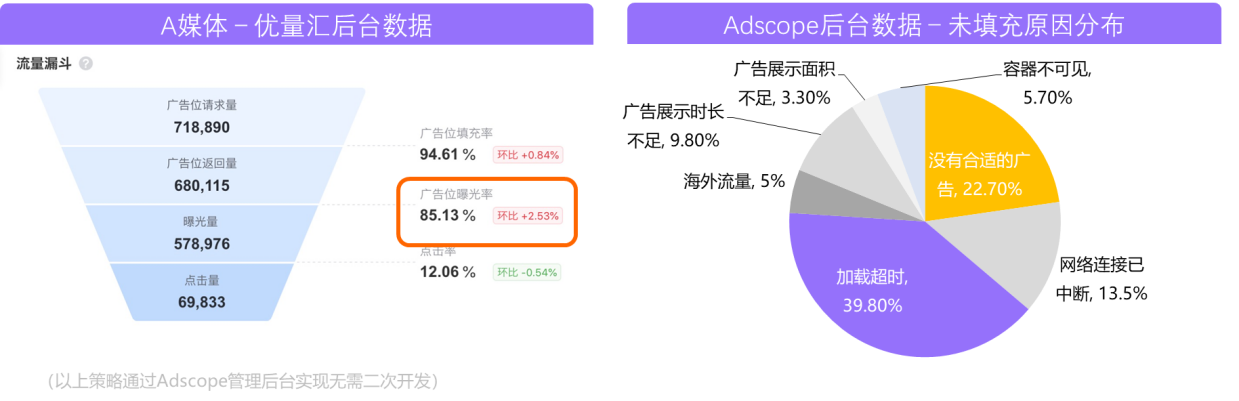 A媒体 – 优量汇后台数据
流量漏斗 ?
广告位请求量
718,890
广告位返回量
680,115
曝光量
578,976
点击量
69,833
广告位填充率
94.61 % 环比 +0.84%
广告位曝光率
85.13 % 环比 +2.53%
点击率
12.06 % 环比 -0.54%
(以上策略通过Adscope管理后台实现无需二次开发)
Adscope后台数据 – 未填充原因分布
广告展示面积
不足, 3.30%
容器不可见,
5.70%
广告展示时长
不足, 9.80%
没有合适的广
告, 22.70%
海外流量, 5%
加载超时,
39.80%
网络连接已
中断, 13.5%